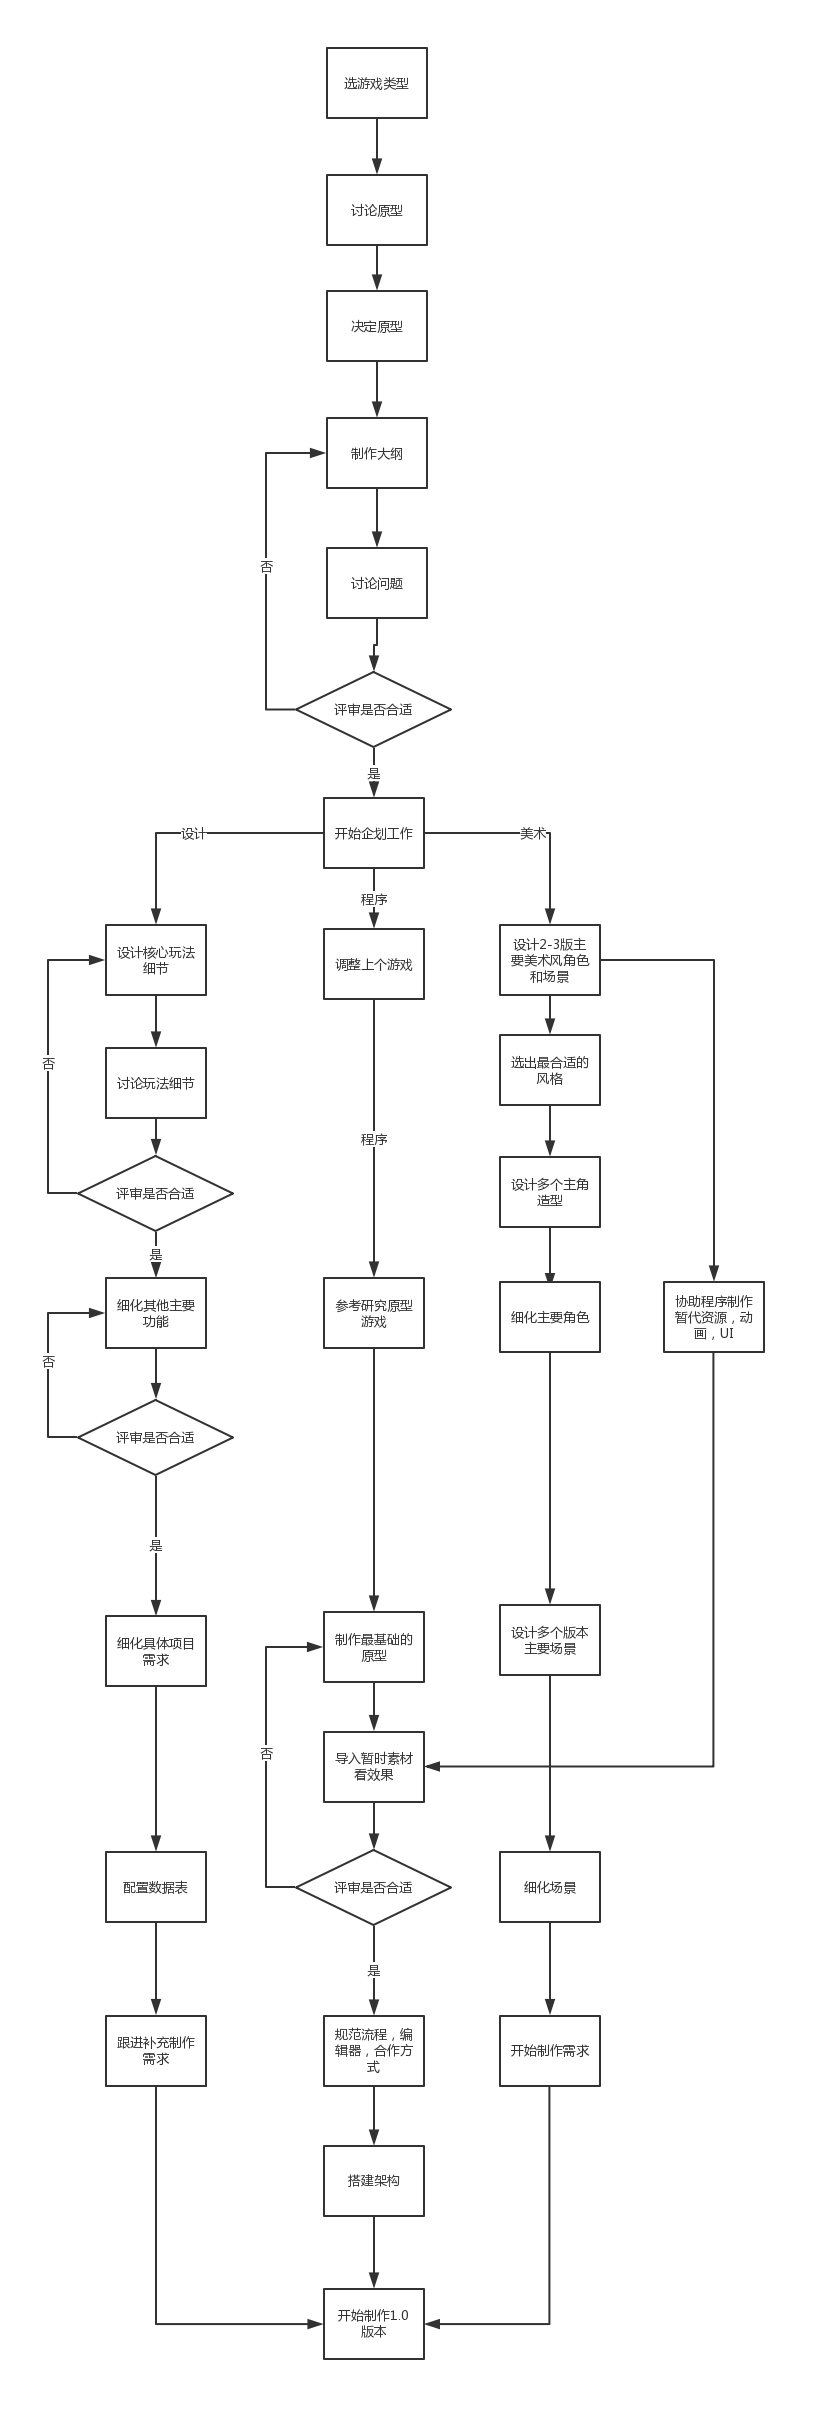 选游戏类型
讨论原型
决定原型
制作大纲
否
讨论问题
评审是否合适
是
设计
开始企划工作
美术
程序
设计核心玩法
细节
调整上个游戏
设计2-3版主
要美术风角色
和场景
否
讨论玩法细节
选出最合适的
风格
程序
评审是否合适
设计多个主角
造型
是
细化其他主要
功能
参考研究原型
游戏
细化主要角色
协助程序制作
暂代资源，动
画，UI
否
评审是否合适
是
细化具体项目
需求
制作最基础的
原型
设计多个版本
主要场景
否
导入暂时素材
看效果
配置数据表
评审是否合适
细化场景
是
跟进补充制作
需求
规范流程，编
辑器，合作方
式
开始制作需求
搭建架构
开始制作1.0
版本